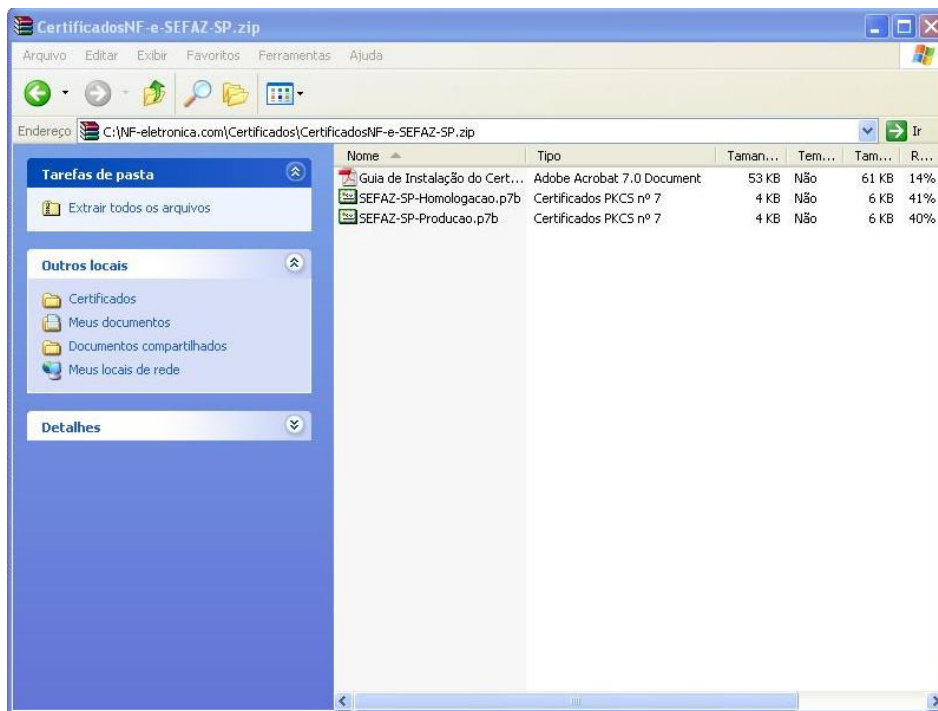 CertificadosNF-e-SEFAZ-SP.zip
Arquivo Editar Exibir Favoritos Ferramentas Ajuda
Endereço C:\NF-eletronica.com\Certificados\CertificadosNF-e-SEFAZ-SP.zip Ir
Tarefas de pasta
Extrair todos os arquivos
Outros locais
Certificados
Meus documentos
Documentos compartilhados
Meus locais de rede
Detalhes
Nome Tipo Taman... Tem... Tam... R...
Guia de Instalação do Cert... Adobe Acrobat 7.0 Document 53 KB Não 61 KB 14%
SEFAZ-SP-Homologacao.p7b Certificados PKCS nº 7 4 KB Não 6 KB 41%
SEFAZ-SP-Producao.p7b Certificados PKCS nº 7 4 KB Não 6 KB 40%